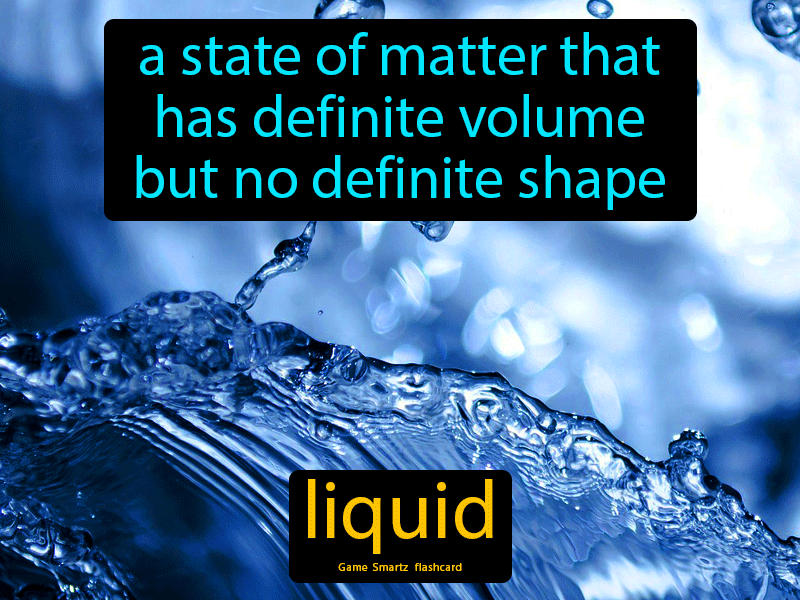 a state of matter that
has definite volume
but no definite shape
liquid
Game Smartz flashcard